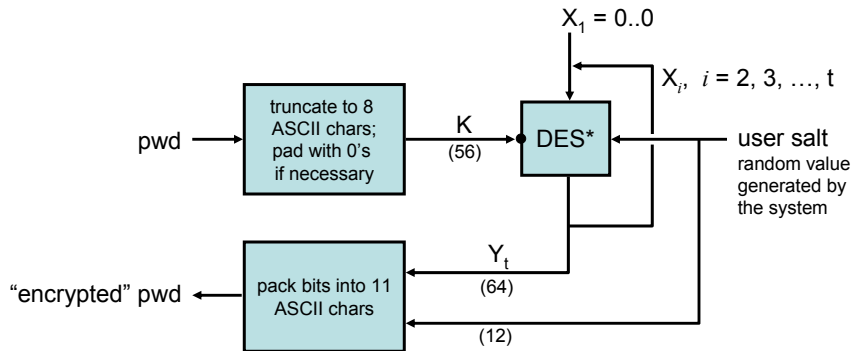 X1 = 0..0
Xi, i = 2, 3, …, t
truncate to 8
ASCII chars;
pad with 0's
if necessary
pwd
K
(56)
DES*
user salt
random value
generated by
the system
Yt
(64)
"encrypted" pwd
pack bits into 11
ASCII chars
(12)